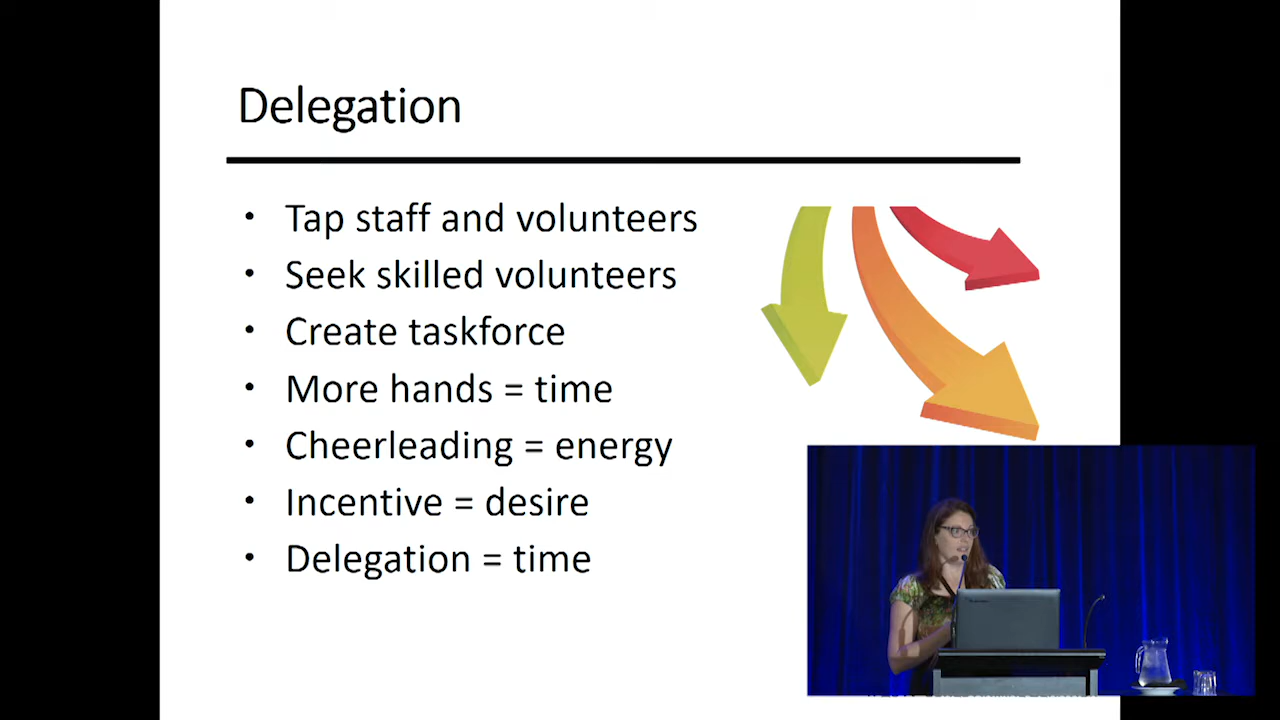 Delegation
• Tap staff and volunteers
• Seek skilled volunteers
• Create taskforce
• More hands = time
• Cheerleading = energy
• Incentive = desire
• Delegation = time